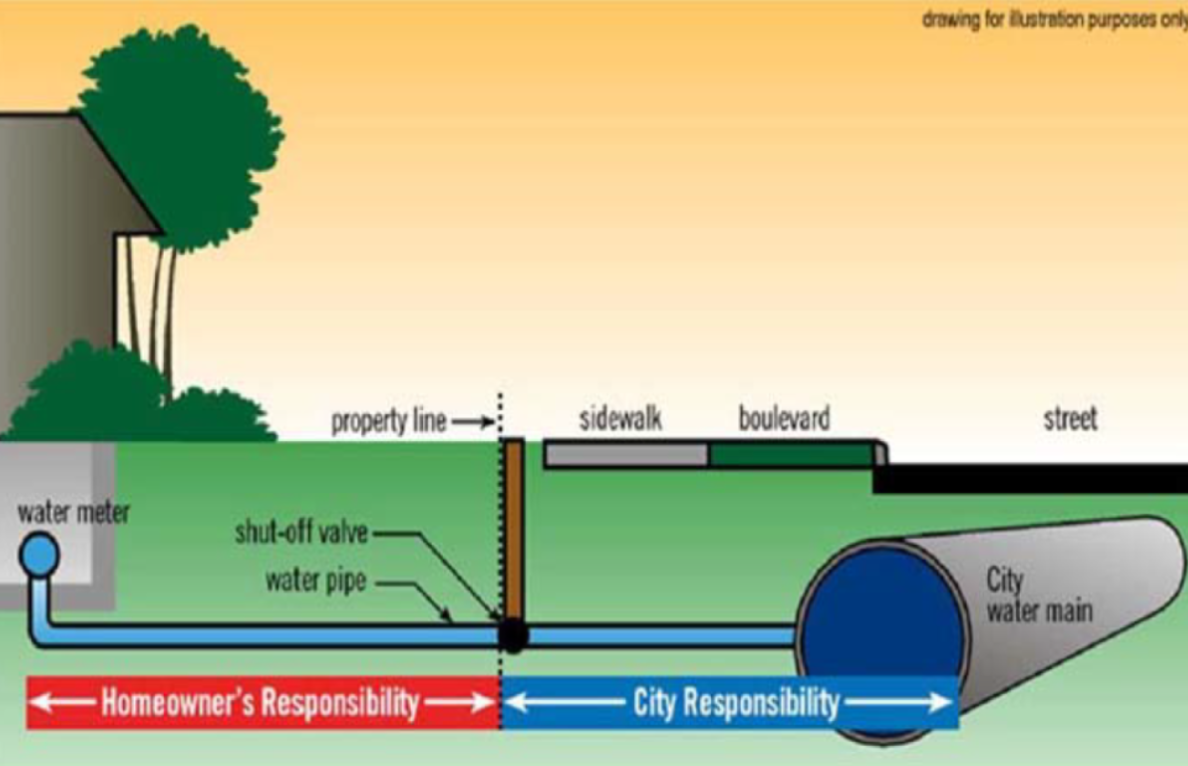 drawing for illustration purposes only
property line
sidewalk
boulevard
street
water meter
shut-off valve
water pipe
City
water main
Homeowner's Responsibility
City Responsibility